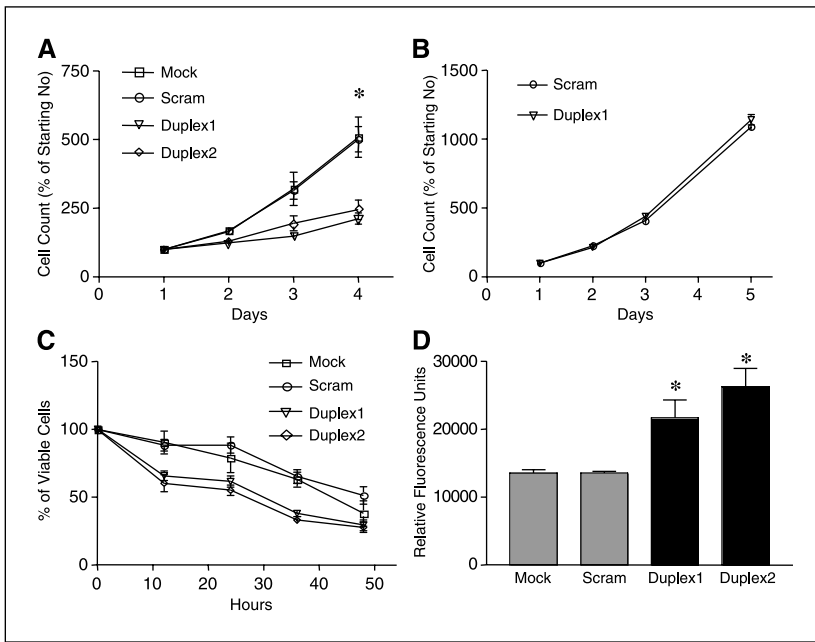 A
Cell Count (% of Starting No)
750
500
250
0
0 1 2 3 4
Days
Mock
Scram
Duplex1
Duplex2
*
B
Cell Count (% of Starting No)
1500
1000
500
0
0 1 2 3 4 5
Days
Scram
Duplex1
C
% of Viable Cells
150
100
50
0
0 10 20 30 40 50
Hours
Mock
Scram
Duplex1
Duplex2
D
Relative Fluorescence Units
30000
20000
10000
0
* *
Mock Scram Duplex1 Duplex2